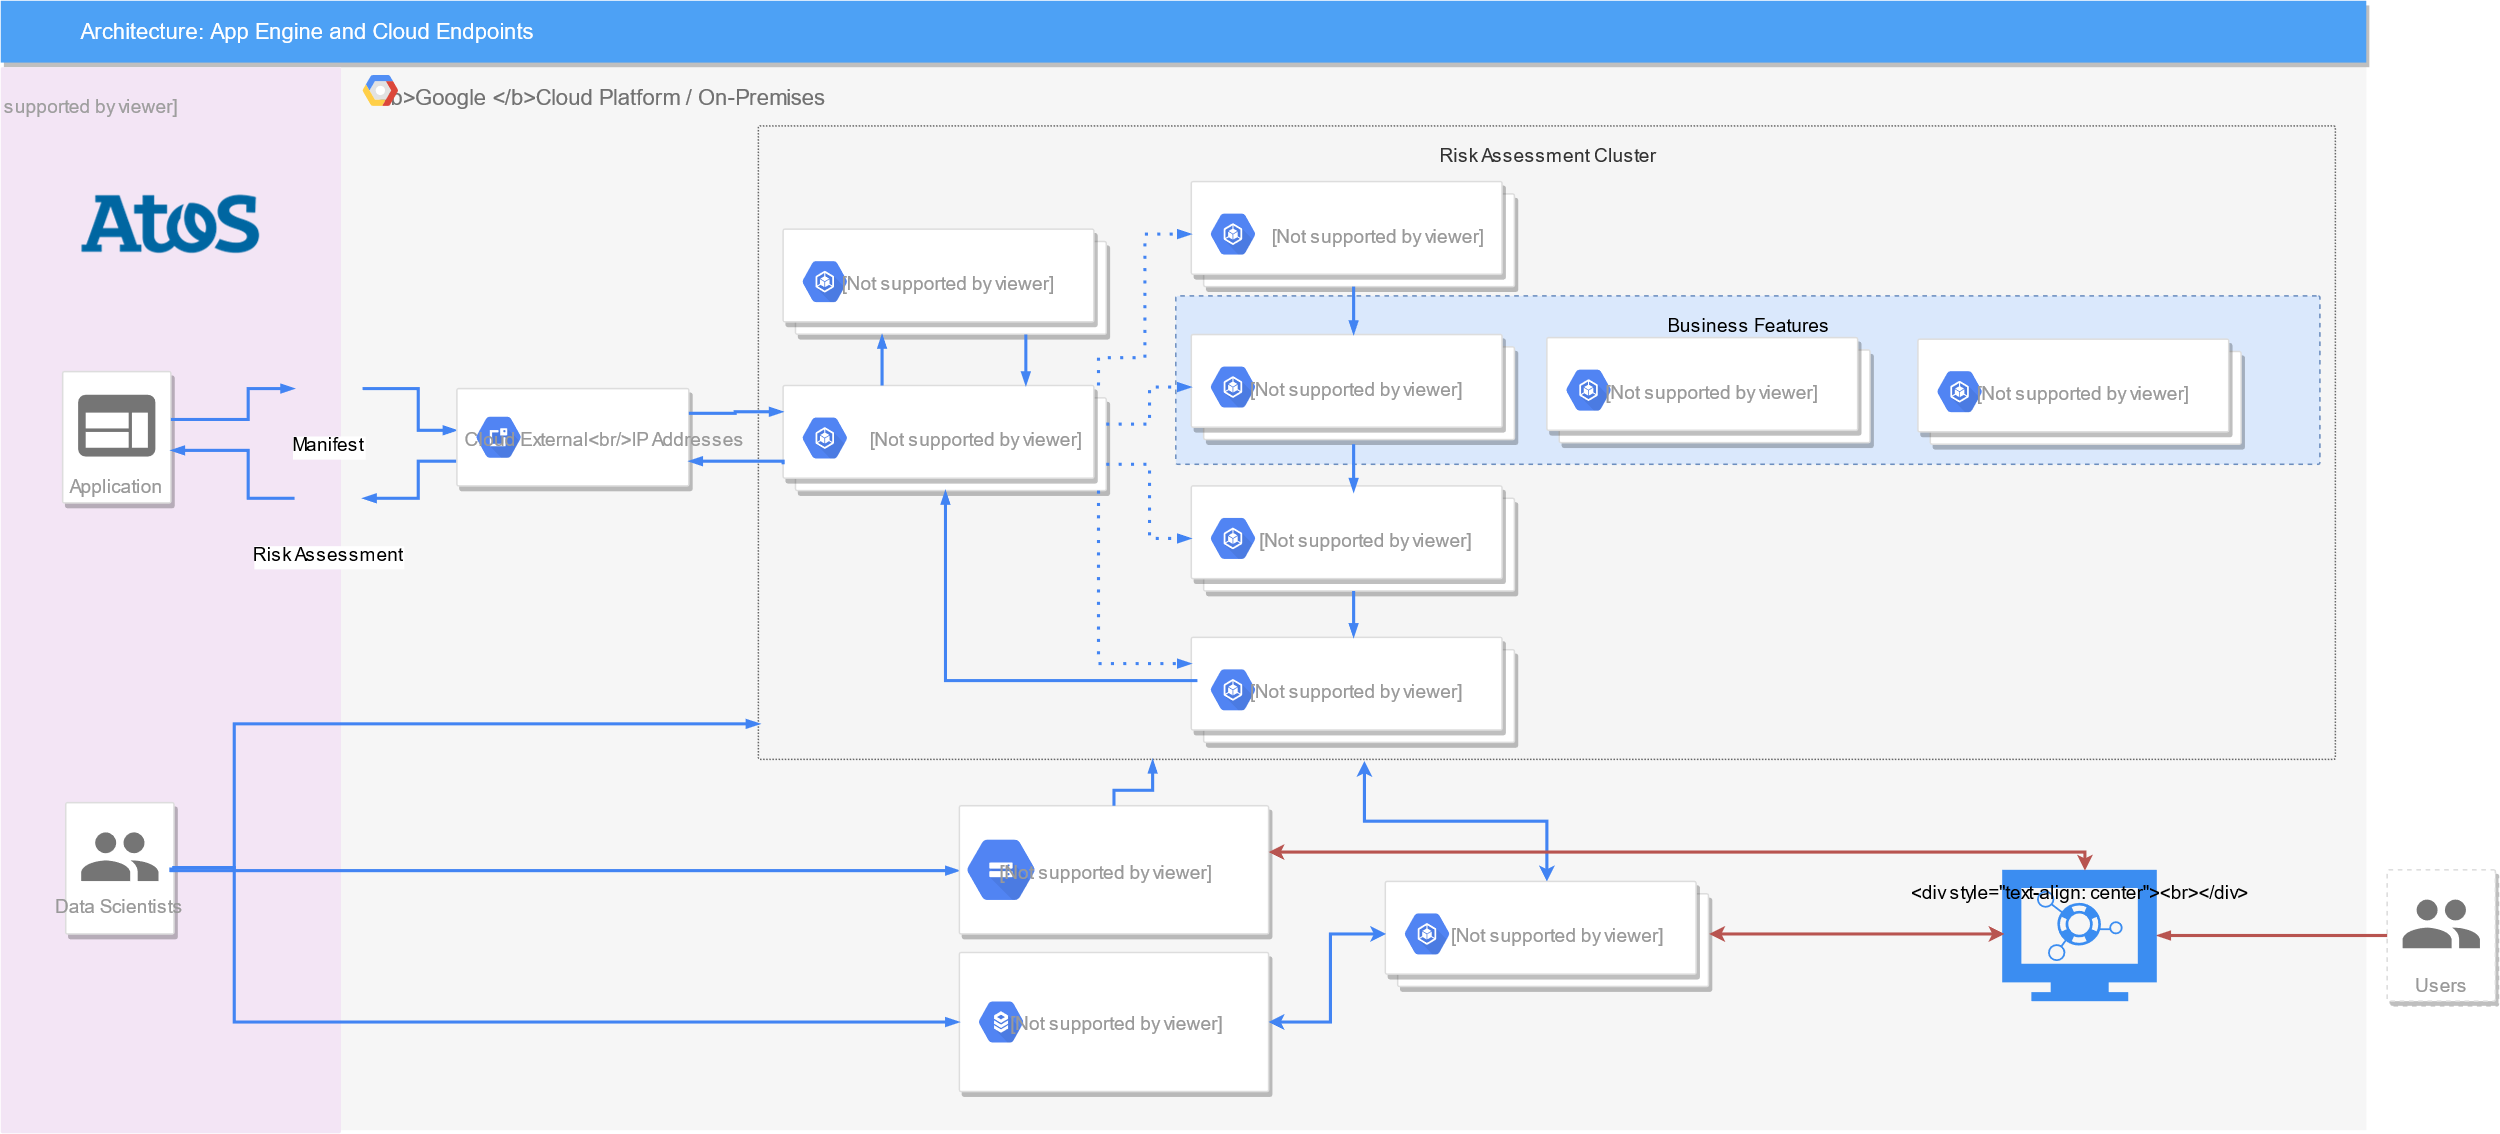 Architecture: App Engine and Cloud Endpoints
supported by viewer]
b>Google </b>Cloud Platform / On-Premises
Risk Assessment Cluster
Atos
[Not supported by viewer]
[Not supported by viewer]
Business Features
[Not supported by viewer]
[Not supported by viewer]
[Not supported by viewer]
Manifest
Cloud External<br/>IP Addresses
[Not supported by viewer]
Application
[Not supported by viewer]
Risk Assessment
[Not supported by viewer]
[Not supported by viewer]
<div style="text-align: center"><br></div>
Data Scientists
[Not supported by viewer]
Users
[Not supported by viewer]